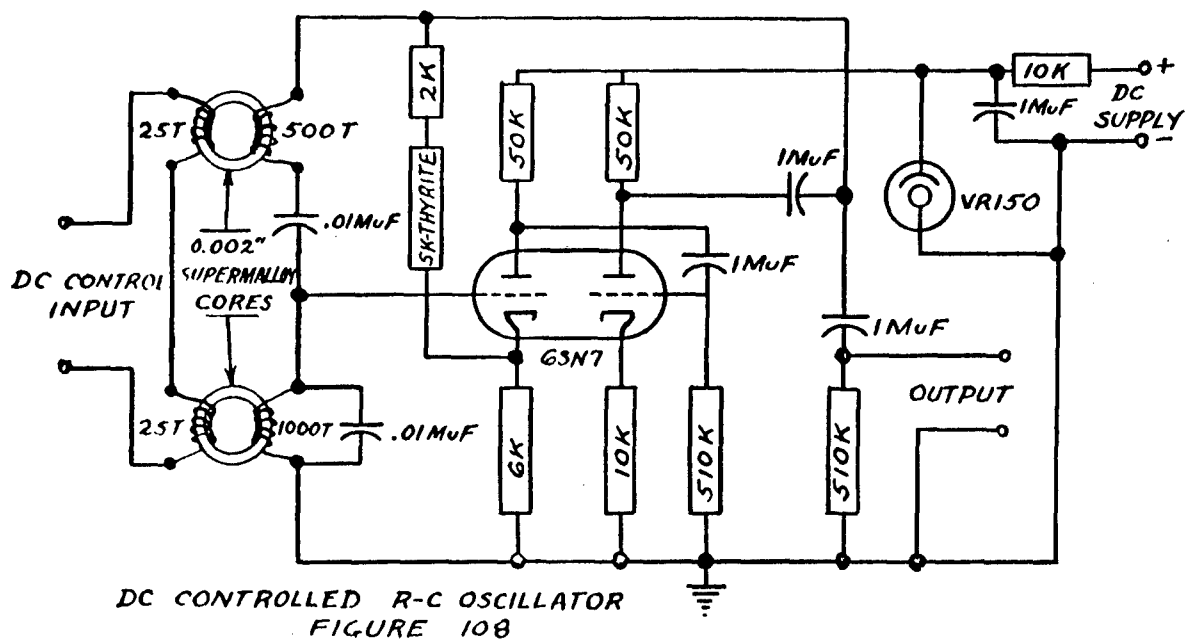 25T
500T
.01MuF
0.002"
SUPERMALLOY
CORES
DC CONTROL
INPUT
25T
1000T
.01MuF
2K
5K-THYRITE
50K
50K
1MuF
6SN7
6K
10K
510K
1MuF
1MuF
510K
OUTPUT
VR150
10K
1MuF
+
DC
SUPPLY
-
DC CONTROLLED R-C OSCILLATOR
FIGURE 108